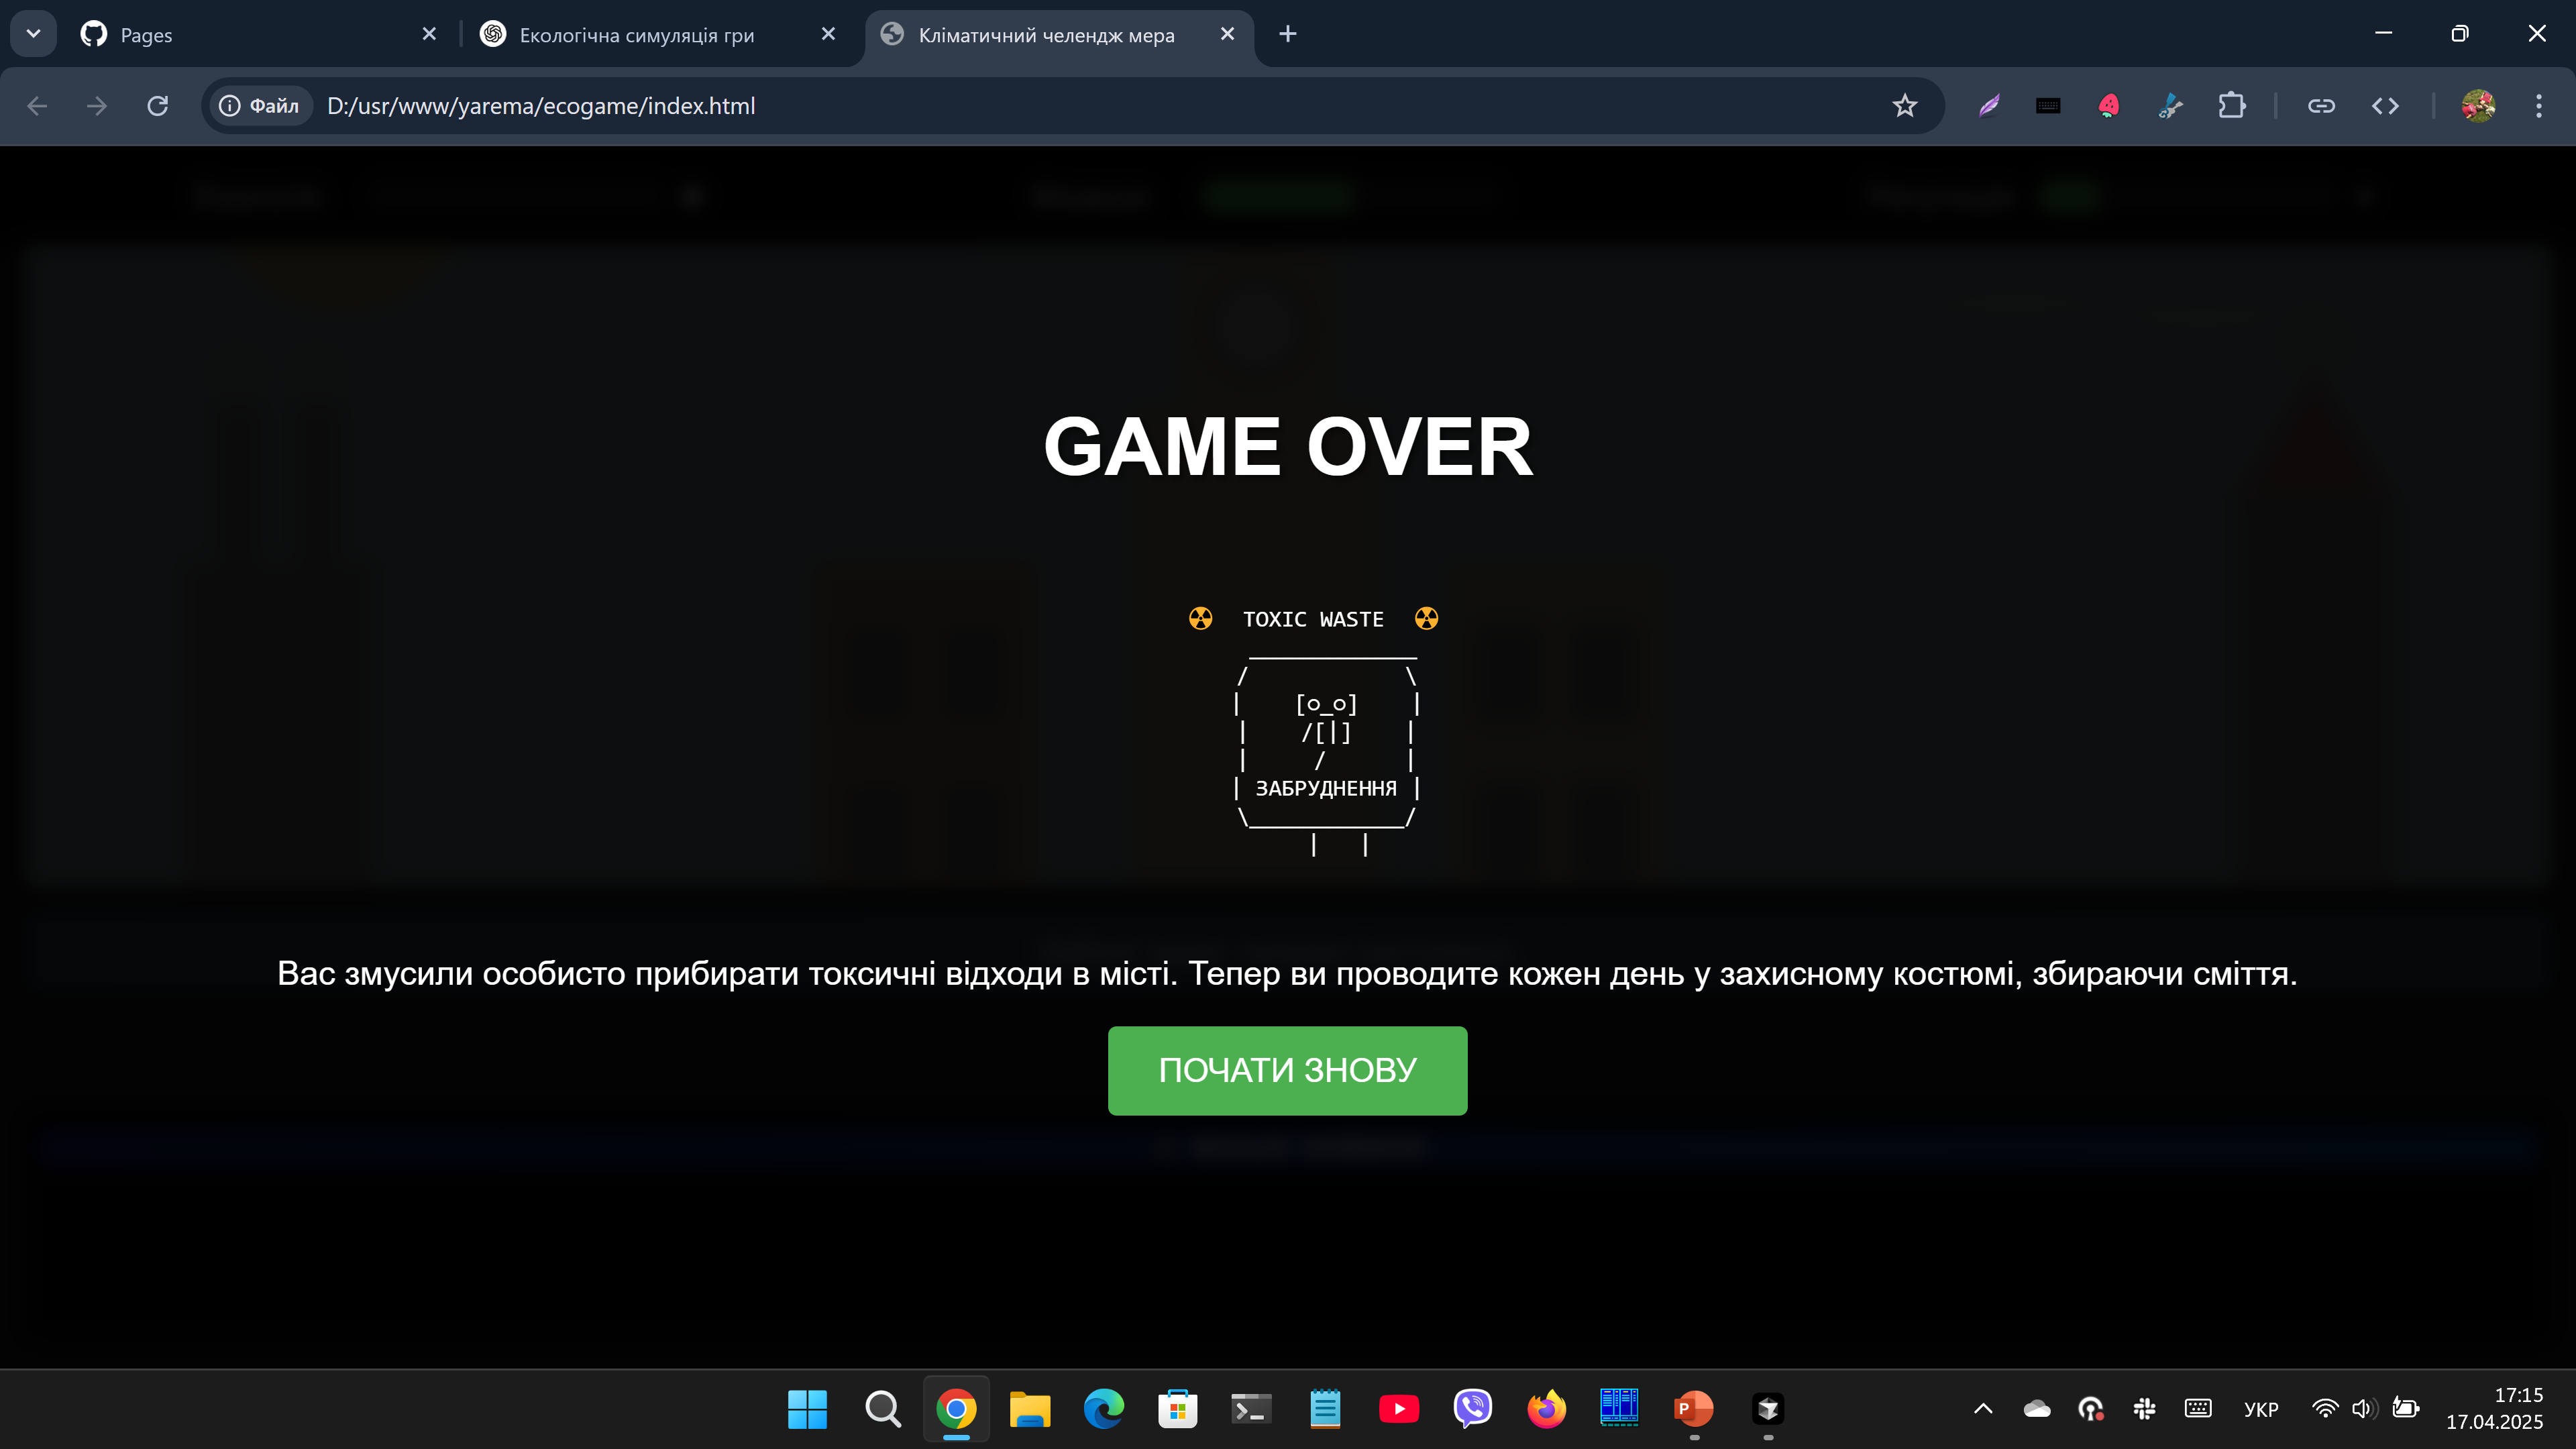 Pages
Екологічна симуляція гри
Кліматичний челендж мера
Файл
D:/usr/www/yarema/ecogame/index.html
GAME OVER
☢ TOXIC WASTE ☢
[o_o]
/[|]
/
ЗАБРУДНЕННЯ
Вас змусили особисто прибирати токсичні відходи в місті. Тепер ви проводите кожен день у захисному костюмі, збираючи сміття.
ПОЧАТИ ЗНОВУ
УКР
17:15
17.04.2025